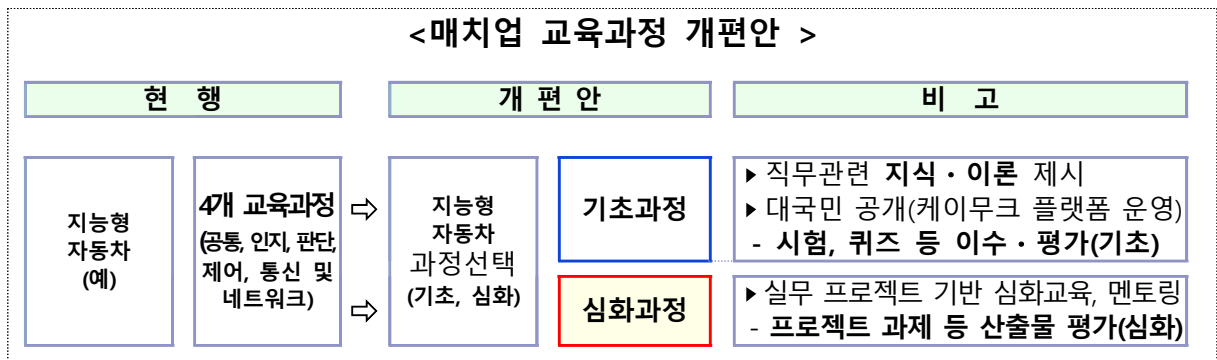 <매치업 교육과정 개편안 >
현 행
개 편 안
비 고
지능형
자동차
(예)
4개 교육과정
(공통, 인지, 판단,
제어, 통신 및
네트워크)
⇨
⇨
지능형
자동차
과정선택
(기초, 심화)
기초과정
▶직무관련 지식・이론 제시
▶대국민 공개(케이무크 플랫폼 운영)
- 시험, 퀴즈 등 이수・평가(기초)
심화과정
▶실무 프로젝트 기반 심화교육, 멘토링
- 프로젝트 과제 등 산출물 평가(심화)